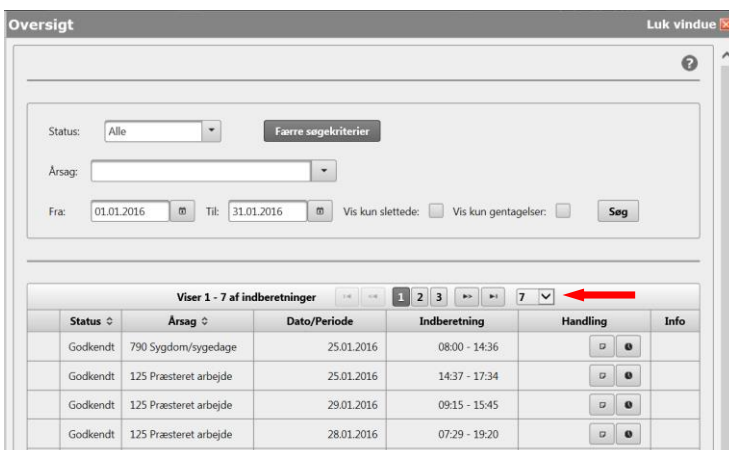 Oversigt Luk vindue
Status: Alle Færre søgekriterier
Årsag:
Fra: 01.01.2016 Til: 31.01.2016 Vis kun slettede: Vis kun gentagelser: Søg
Viser 1 - 7 af indberetninger 1 2 3 7
Status Årsag Dato/Periode Indberetning Handling Info
Godkendt 790 Sygdom/sygedage 25.01.2016 08:00 - 14:36
Godkendt 125 Præsteret arbejde 25.01.2016 14:37 - 17:34
Godkendt 125 Præsteret arbejde 29.01.2016 09:15 - 15:45
Godkendt 125 Præsteret arbejde 28.01.2016 07:29 - 19:20